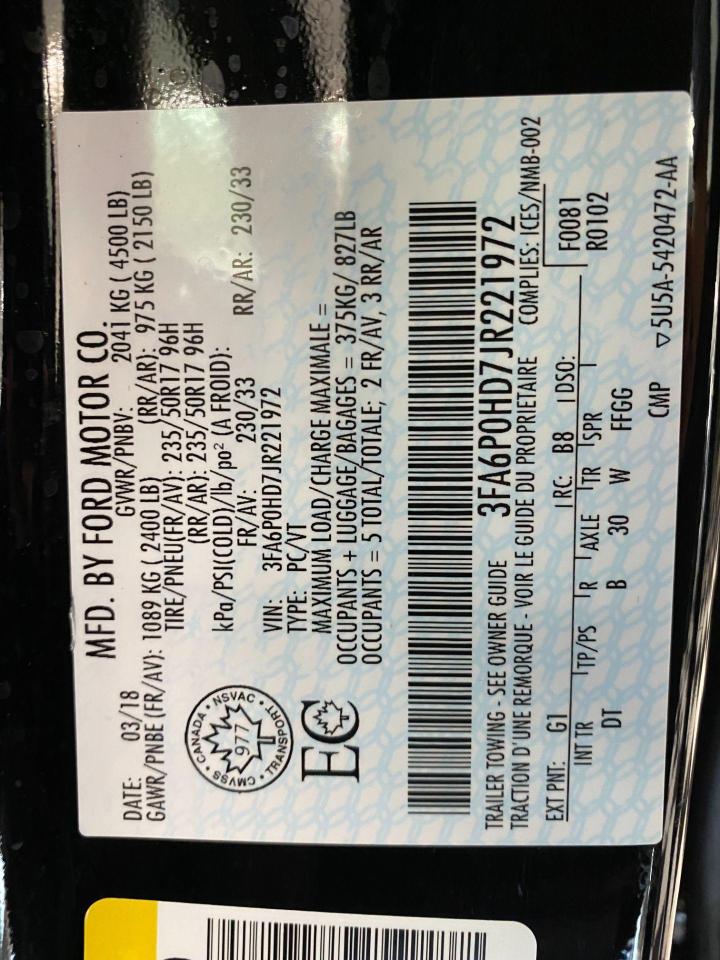 MFD. BY FORD MOTOR CO.
DATE: 03/18 GVWR/PNBV: 2041 KG ( 4500 LB)
GAWR/PNBE (FR/AV): 1089 KG ( 2400 LB) (RR/AR): 975 KG ( 2150 LB)
TIRE/PNEU(FR/AV): 235/50R17 96H
(RR/AR): 235/50R17 96H
kPa/PSI(COLD)/lb/po² (A FROID):
FR/AV: 230/33 RR/AR: 230/33
VIN: 3FA6P0HD7JR221972
TYPE: PC/VT
MAXIMUM LOAD/CHARGE MAXIMALE =
OCCUPANTS + LUGGAGE/BAGAGES = 375KG/ 827LB
OCCUPANTS = 5 TOTAL/TOTALE; 2 FR/AV, 3 RR/AR
CANADA • NSVAC • TRANSPORT • CMVSS •
977
EC
3FA6P0HD7JR221972
TRAILER TOWING - SEE OWNER GUIDE COMPLIES: ICES/NMB-002
TRACTION D'UNE REMORQUE - VOIR LE GUIDE DU PROPRIETAIRE
EXT PNT: G1 RC: B8 DSO: F0081
INT TR TP/PS R AXLE TR SPR R0102
DT B 30 W FFGG
CMP ▽5U5A-5420472-AA